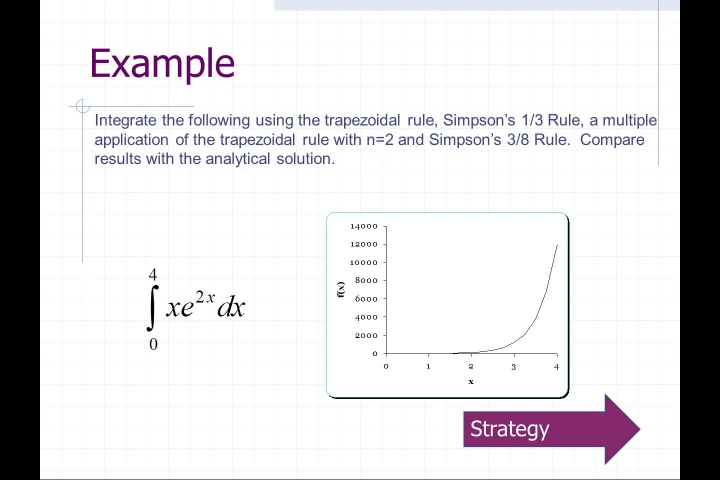 Example
Integrate the following using the trapezoidal rule, Simpson's 1/3 Rule, a multiple
application of the trapezoidal rule with n=2 and Simpson's 3/8 Rule.  Compare
results with the analytical solution.
4
∫ xe^{2x} dx
0
14000
12000
10000
8000
6000
4000
2000
0
f(x)
0 1 2 3 4
x
Strategy